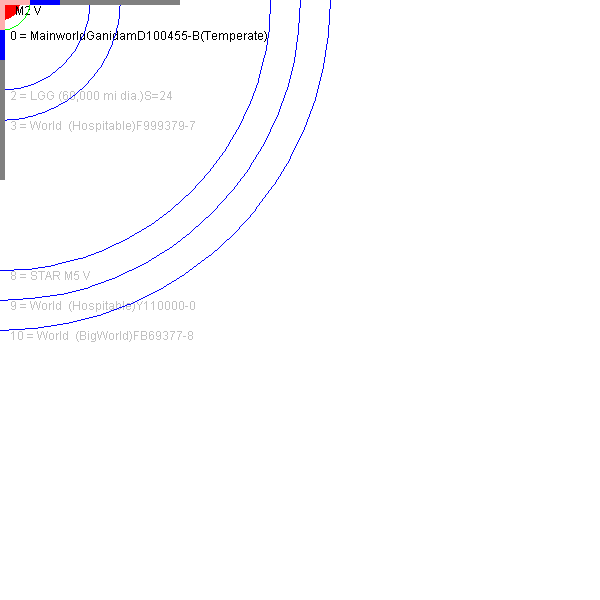 M2 V
0 = MainworldGanidamD100455-B(Temperate)
2 = LGG (60,000 mi dia.)S=24
3 = World (Hospitable)F999379-7
8 = STAR M5 V
9 = World (Hospitable)Y110000-0
10 = World (BigWorld)FB69377-8